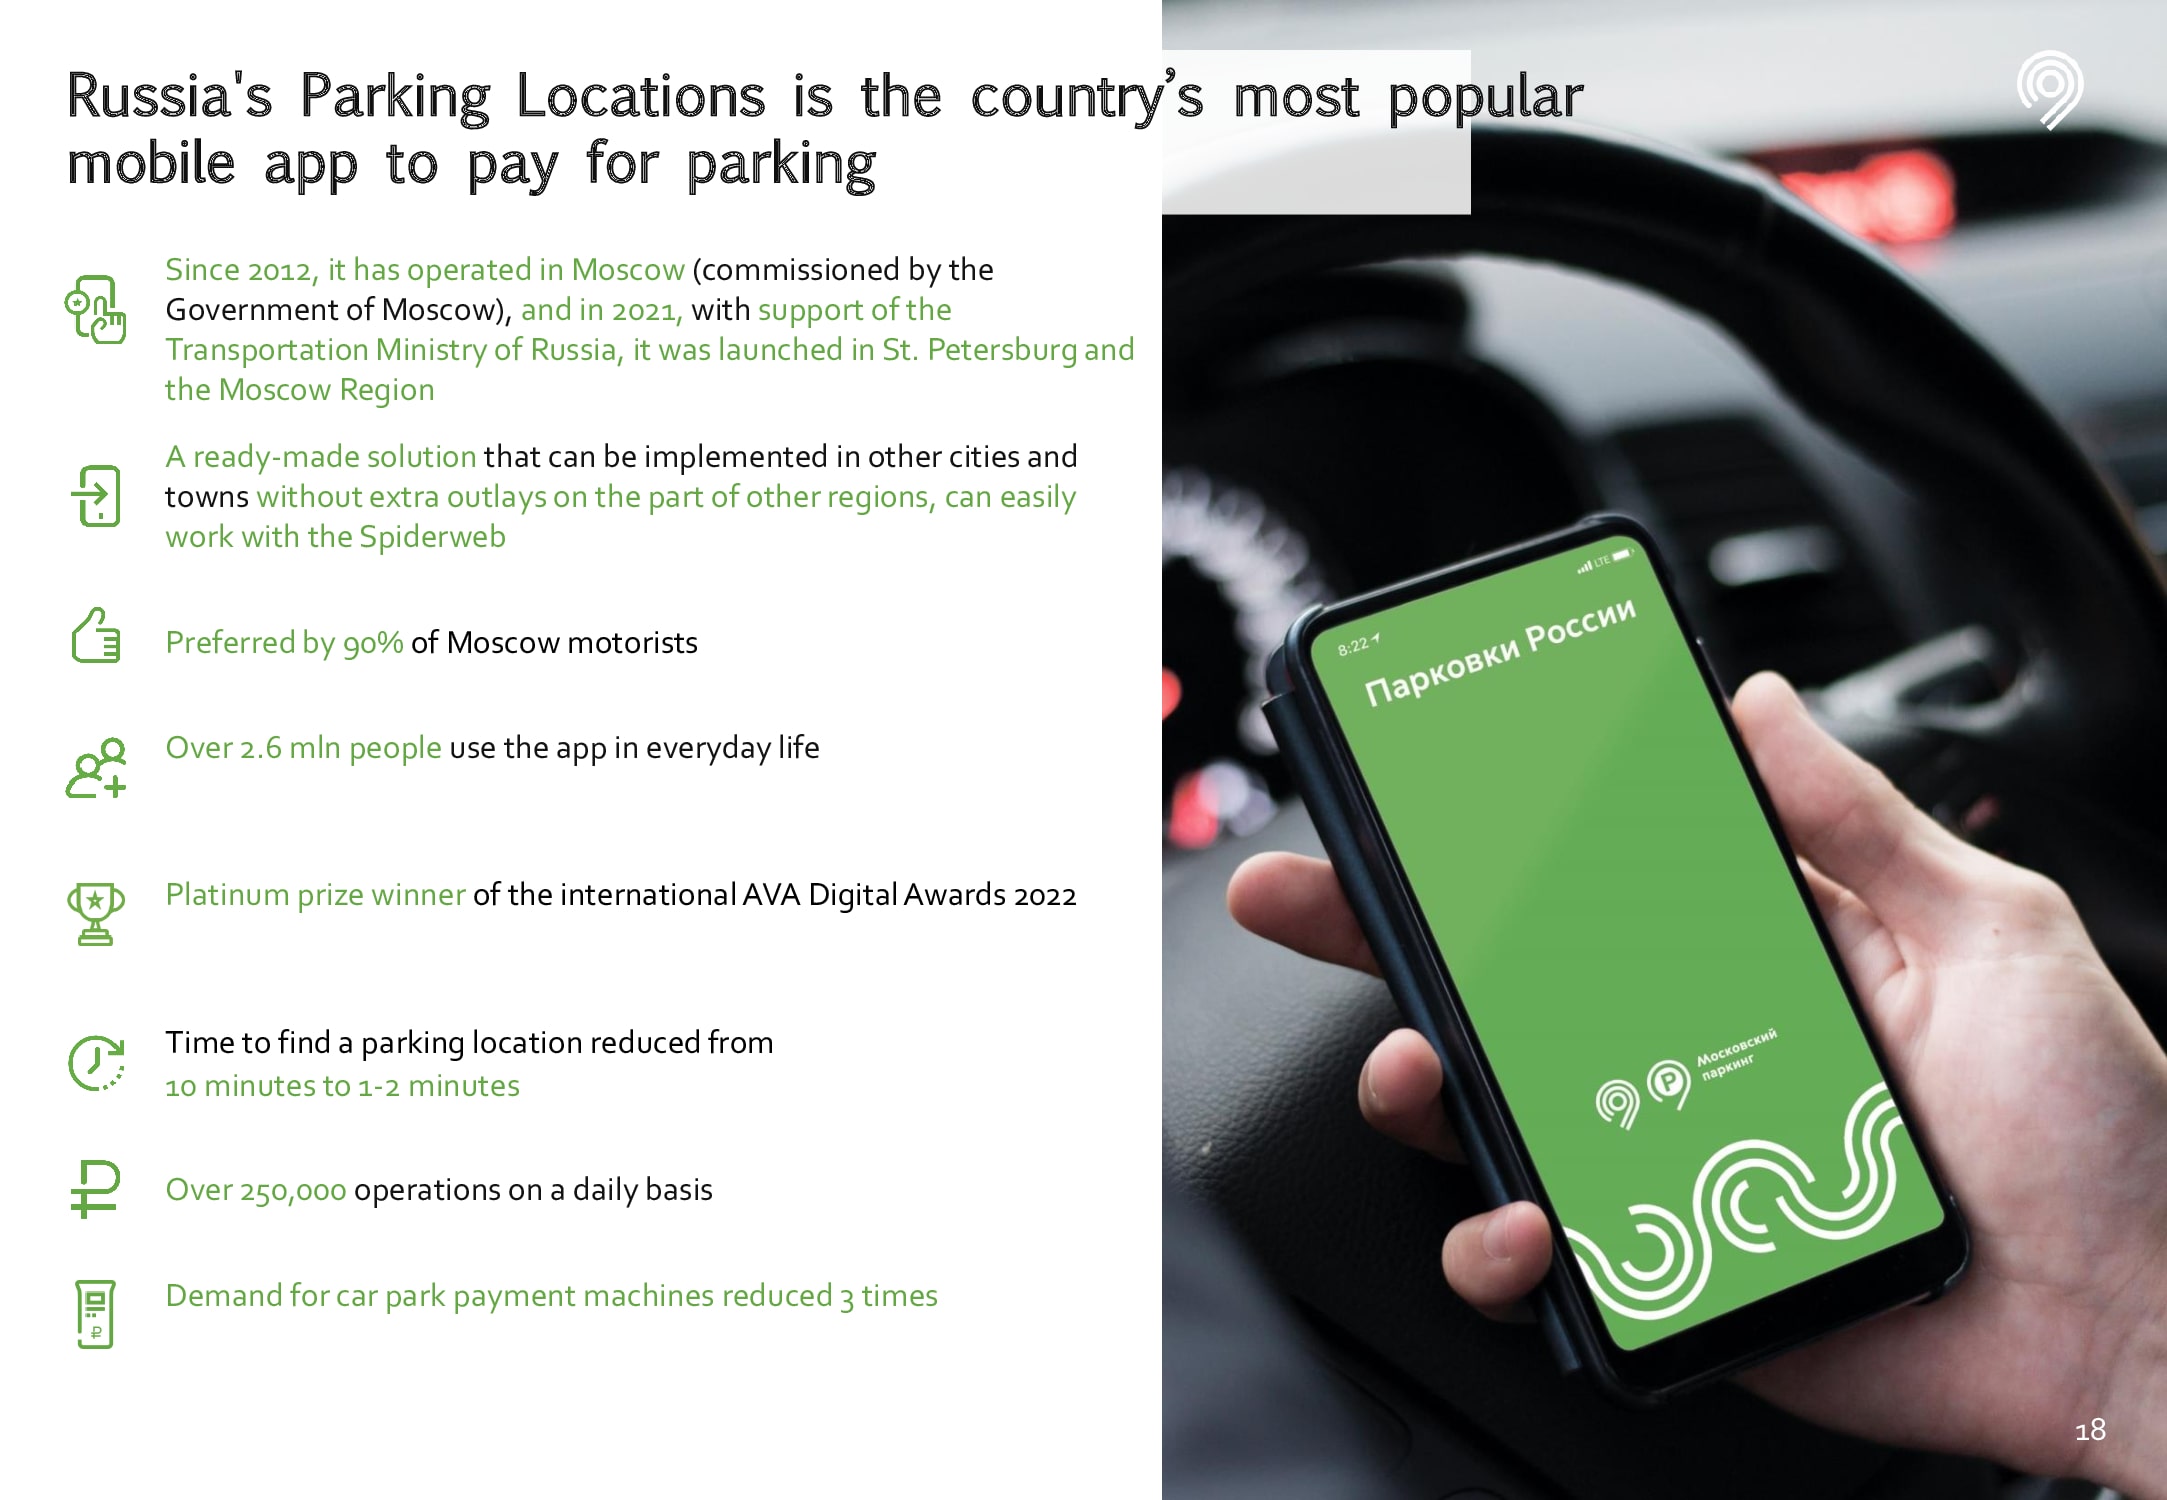 Russia's Parking Locations is the country’s most popular
mobile app to pay for parking
Since 2012, it has operated in Moscow (commissioned by the
Government of Moscow), and in 2021, with support of the
Transportation Ministry of Russia, it was launched in St. Petersburg and
the Moscow Region
A ready-made solution that can be implemented in other cities and
towns without extra outlays on the part of other regions, can easily
work with the Spiderweb
Preferred by 90% of Moscow motorists
Over 2.6 mln people use the app in everyday life
Platinum prize winner of the international AVA Digital Awards 2022
Time to find a parking location reduced from
10 minutes to 1-2 minutes
Over 250,000 operations on a daily basis
₽
Demand for car park payment machines reduced 3 times
LTE
8:22
Парковки России
P
Московский
паркинг
18